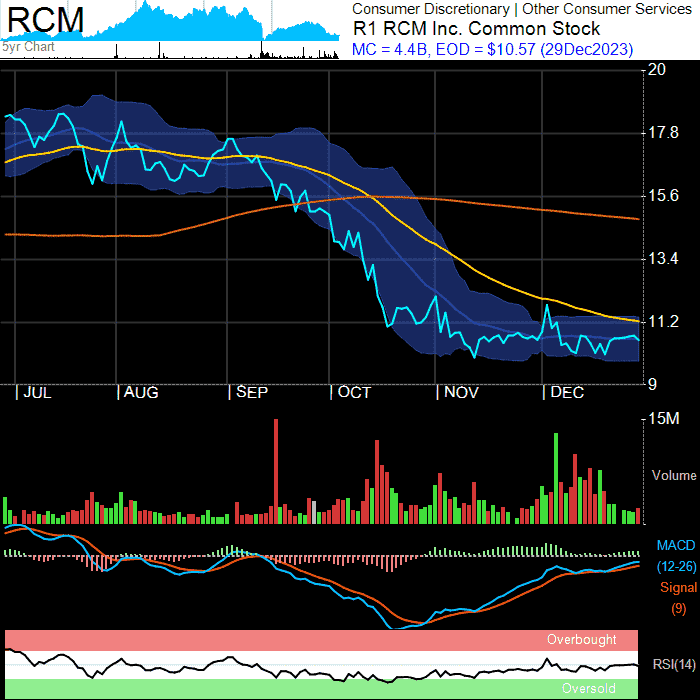 RCM
5yr Chart
Consumer Discretionary | Other Consumer Services
R1 RCM Inc. Common Stock
MC = 4.4B, EOD = $10.57 (29Dec2023)
20
17.8
15.6
13.4
11.2
9
| JUL | AUG | SEP | OCT | NOV | DEC
15M
Volume
MACD
(12-26)
Signal
(9)
Overbought
RSI(14)
Oversold